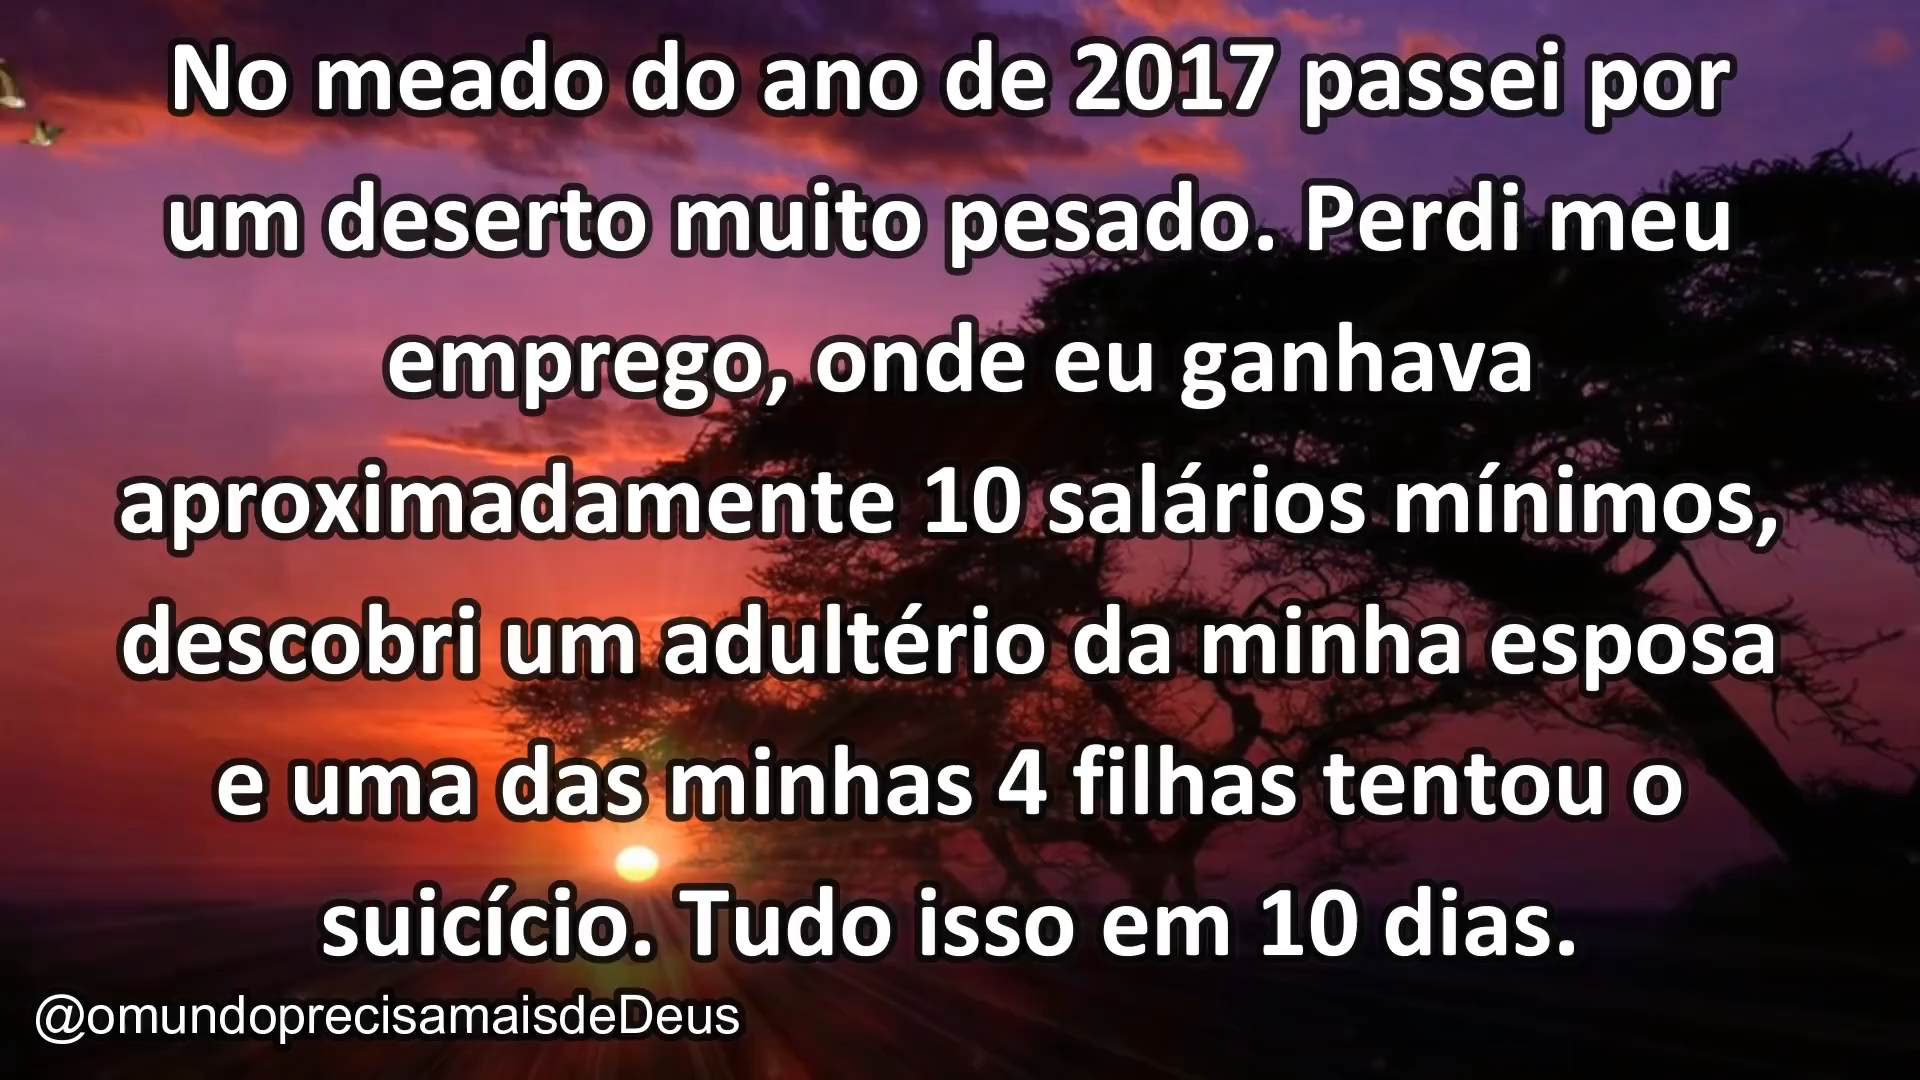 No meado do ano de 2017 passei por
um deserto muito pesado. Perdi meu
emprego, onde eu ganhava
aproximadamente 10 salários mínimos,
descobri um adultério da minha esposa
e uma das minhas 4 filhas tentou o
suicício. Tudo isso em 10 dias.
@omundoprecisamaisdeDeus